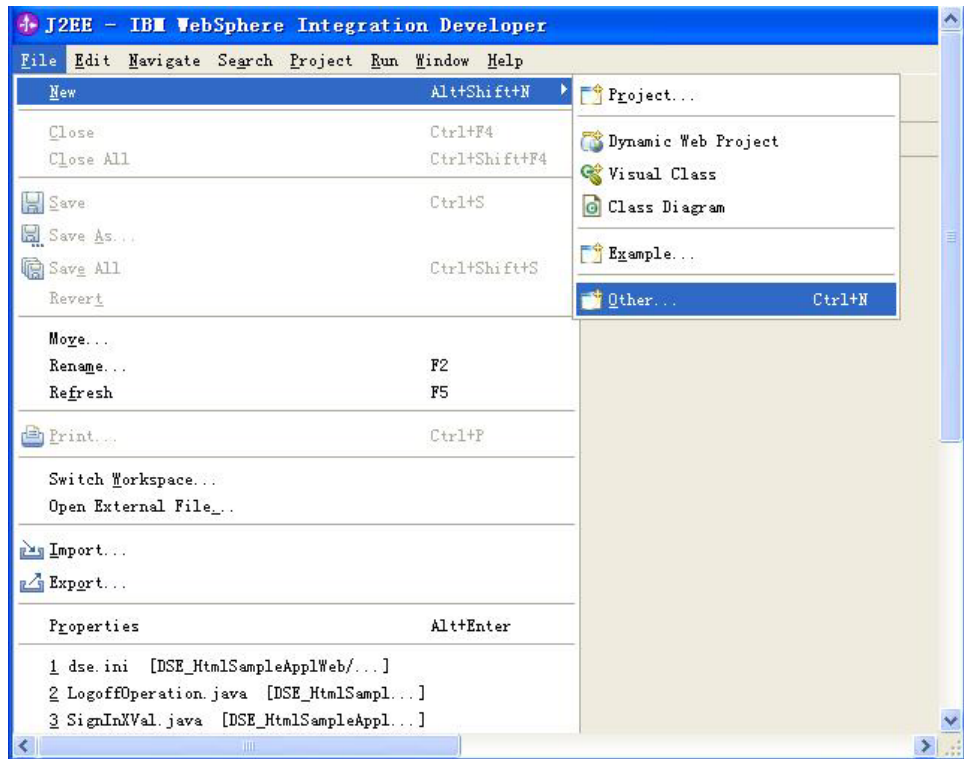 J2EE - IBM WebSphere Integration Developer
File Edit Navigate Search Project Run Window Help
New Alt+Shift+N
Close Ctrl+F4
Close All Ctrl+Shift+F4
Save Ctrl+S
Save As...
Save All Ctrl+Shift+S
Revert
Move...
Rename... F2
Refresh F5
Print... Ctrl+P
Switch Workspace...
Open External File...
Import...
Export...
Properties Alt+Enter
1 dse.ini [DSE_HtmlSampleApplWeb/...]
2 LogoffOperation.java [DSE_HtmlSampl...]
3 SignInXVal.java [DSE_HtmlSampleAppl...]
Project...
Dynamic Web Project
Visual Class
Class Diagram
Example...
Other... Ctrl+N